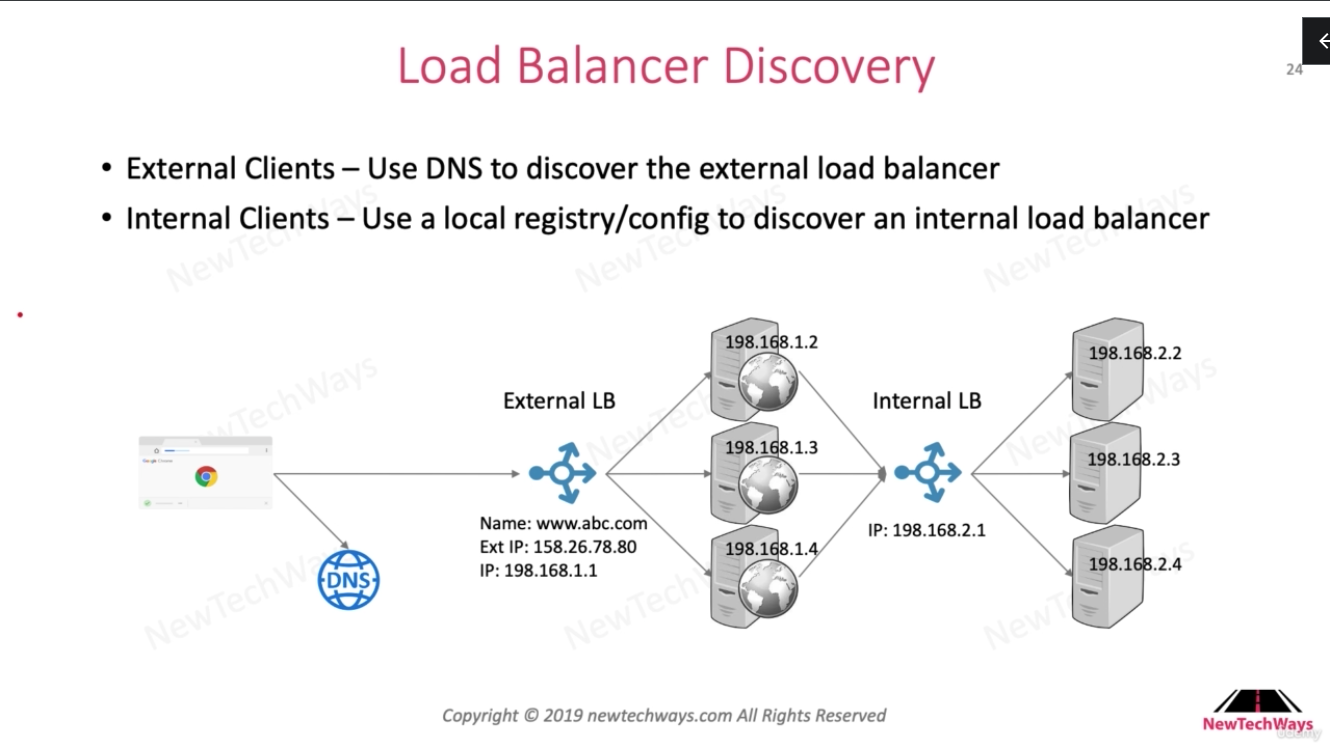 Load Balancer Discovery
24
• External Clients – Use DNS to discover the external load balancer
• Internal Clients – Use a local registry/config to discover an internal load balancer
198.168.1.2
198.168.2.2
External LB
Internal LB
198.168.1.3
198.168.2.3
Name: www.abc.com
Ext IP: 158.26.78.80
IP: 198.168.1.1
IP: 198.168.2.1
198.168.1.4
198.168.2.4
DNS
Copyright © 2019 newtechways.com All Rights Reserved
NewTechWays
udemy
NewTechWays
NewTechWays
NewTechWays
NewTechWays
NewTechWays
NewTechWays
NewTechWays
NewTechWays
NewTechWays